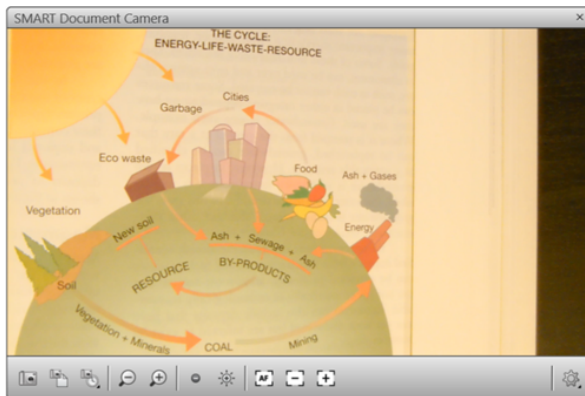 SMART Document Camera
THE CYCLE:
ENERGY-LIFE-WASTE-RESOURCE
Cities
Garbage
Eco waste
Food
Ash + Gases
Vegetation
Energy
New soil
Ash + Sewage + Ash
BY-PRODUCTS
RESOURCE
Soil
Vegetation + Minerals
COAL
Mining
AF